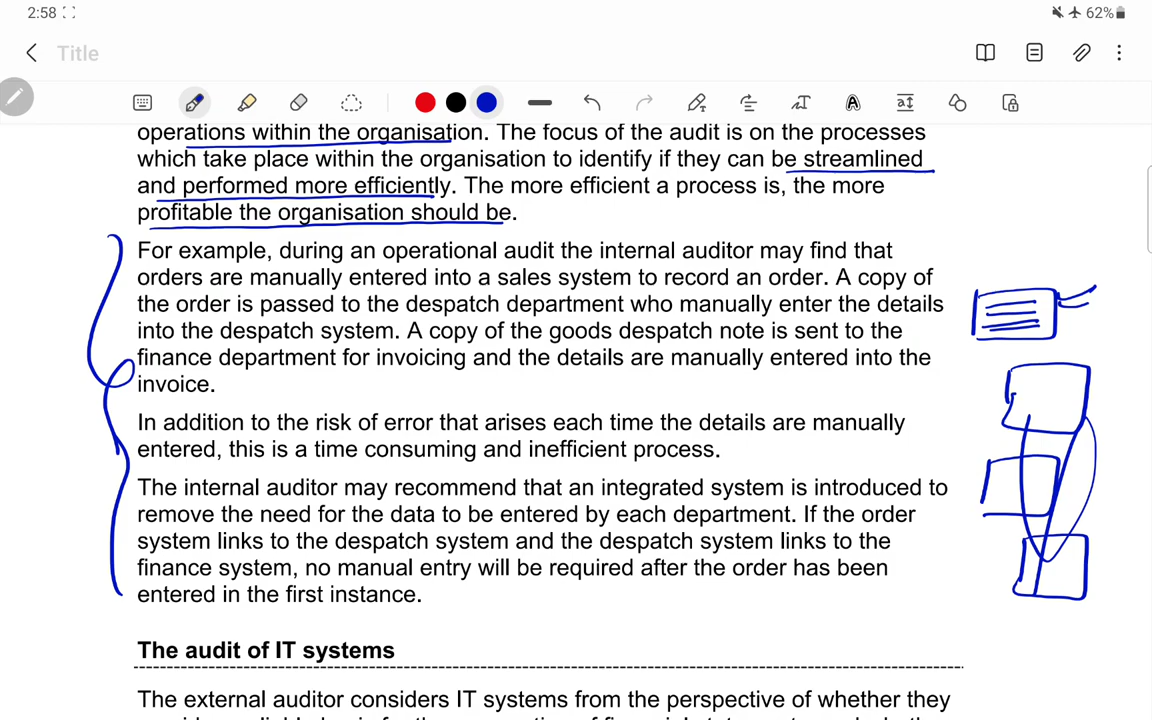 2:58
62%
Title
operations within the organisation. The focus of the audit is on the processes
which take place within the organisation to identify if they can be streamlined
and performed more efficiently. The more efficient a process is, the more
profitable the organisation should be.
For example, during an operational audit the internal auditor may find that
orders are manually entered into a sales system to record an order. A copy of
the order is passed to the despatch department who manually enter the details
into the despatch system. A copy of the goods despatch note is sent to the
finance department for invoicing and the details are manually entered into the
invoice.
In addition to the risk of error that arises each time the details are manually
entered, this is a time consuming and inefficient process.
The internal auditor may recommend that an integrated system is introduced to
remove the need for the data to be entered by each department. If the order
system links to the despatch system and the despatch system links to the
finance system, no manual entry will be required after the order has been
entered in the first instance.
The audit of IT systems
The external auditor considers IT systems from the perspective of whether they